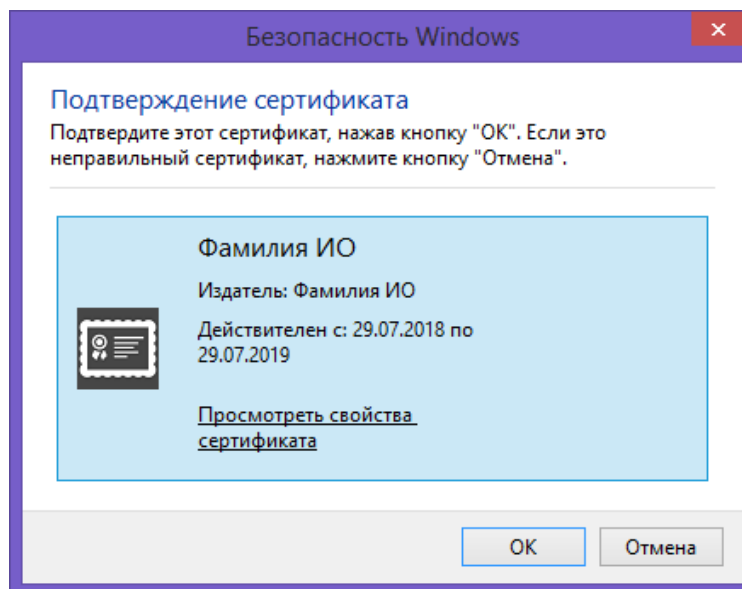 Безопасность Windows
Подтверждение сертификата
Подтвердите этот сертификат, нажав кнопку "ОК". Если это
неправильный сертификат, нажмите кнопку "Отмена".
Фамилия ИО
Издатель: Фамилия ИО
Действителен с: 29.07.2018 по
29.07.2019
Просмотреть свойства
сертификата
ОК
Отмена